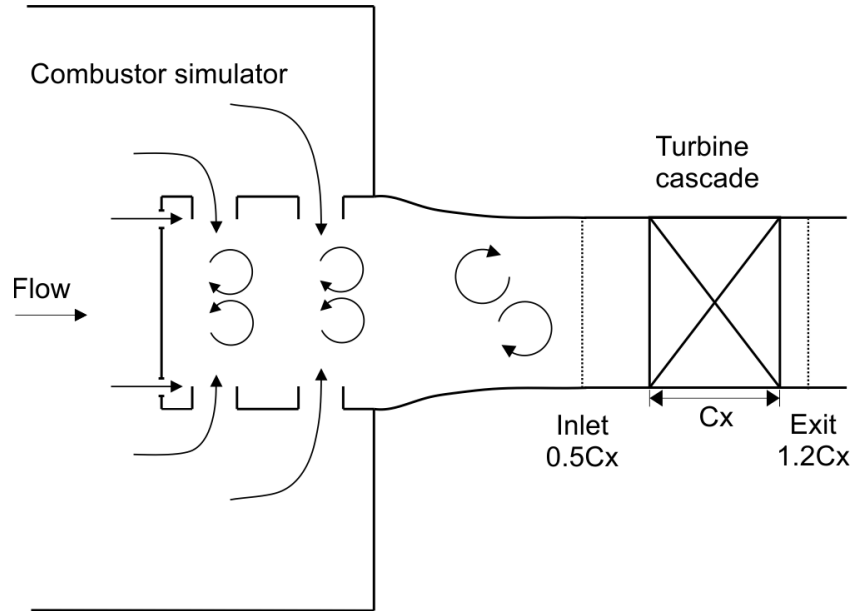 Combustor simulator
Turbine
cascade
Flow
Cx
Inlet
0.5Cx
Exit
1.2Cx